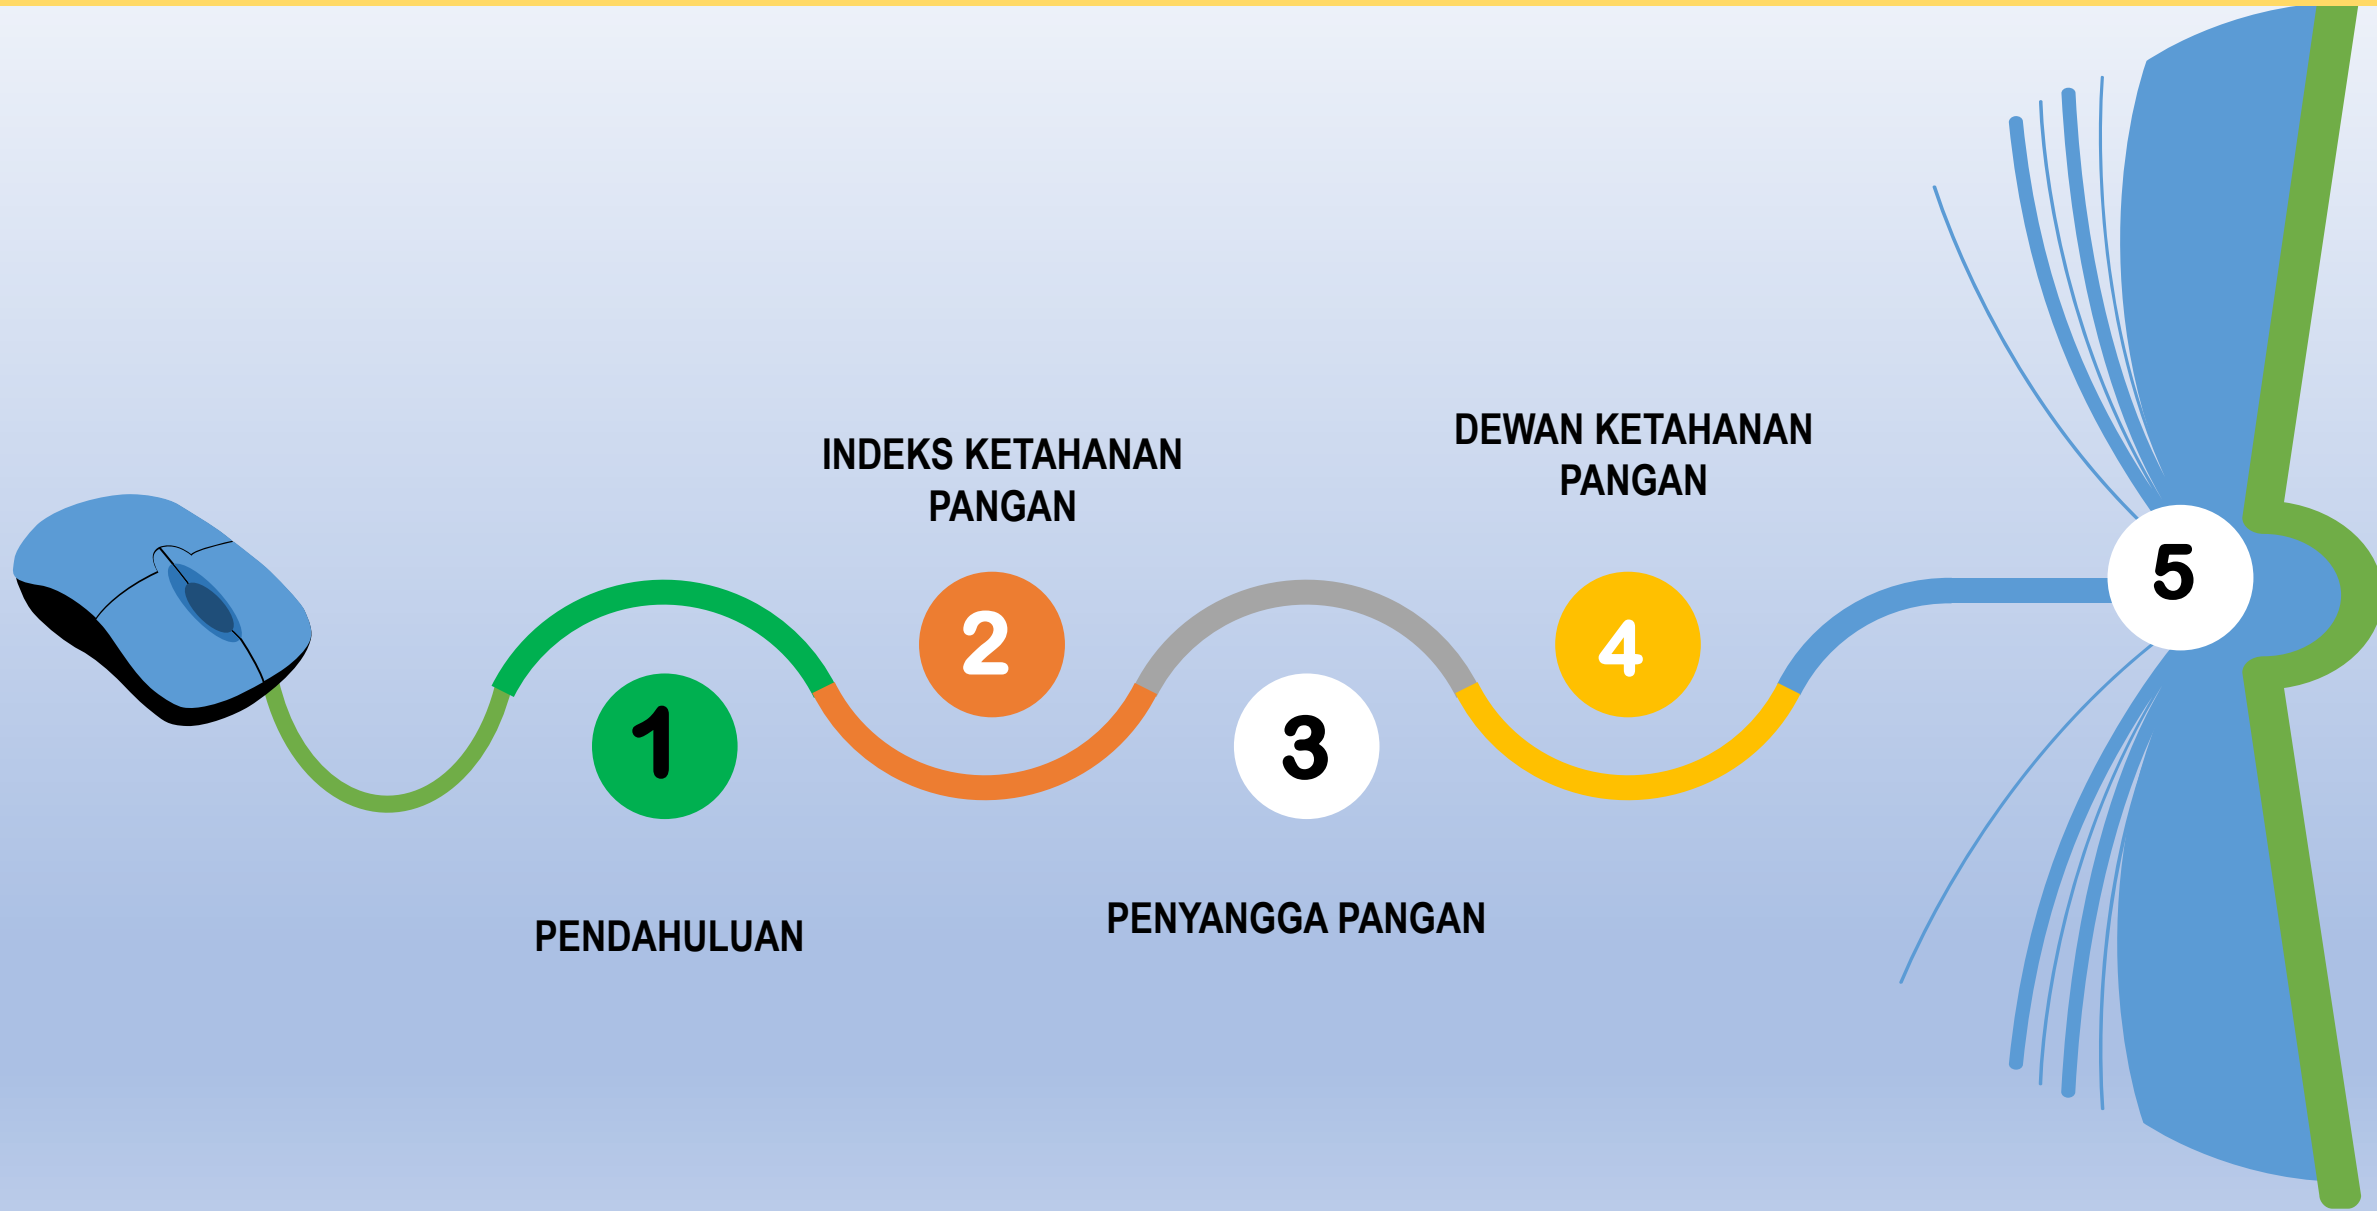 1
PENDAHULUAN
INDEKS KETAHANAN
PANGAN
2
3
PENYANGGA PANGAN
DEWAN KETAHANAN
PANGAN
4
5